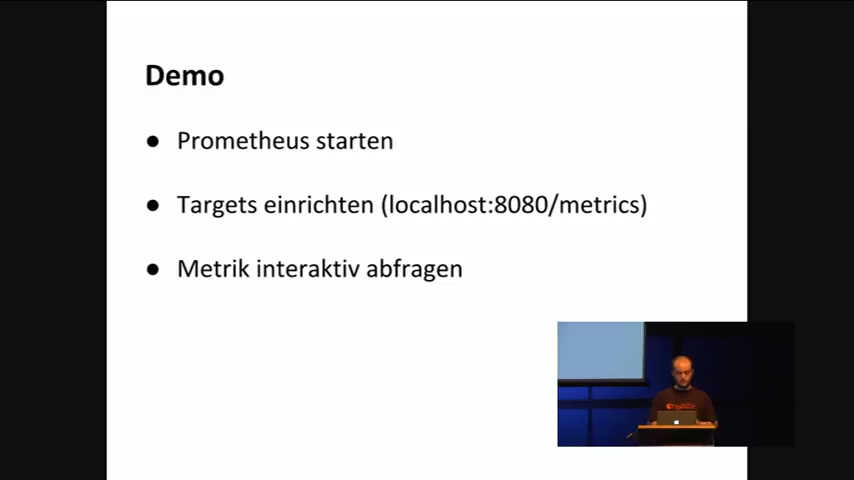 Demo
● Prometheus starten
● Targets einrichten (localhost:8080/metrics)
● Metrik interaktiv abfragen